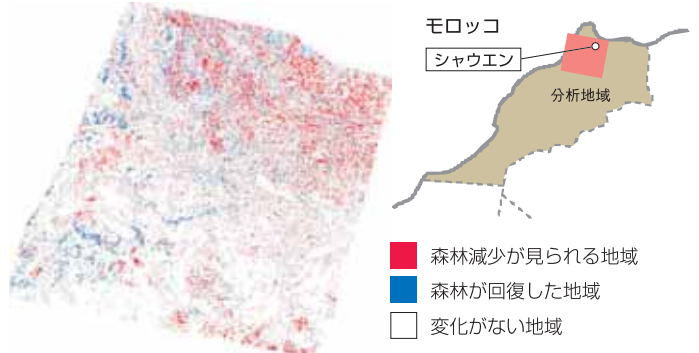 モロッコ
シャウエン
分析地域
森林減少が見られる地域
森林が回復した地域
変化がない地域